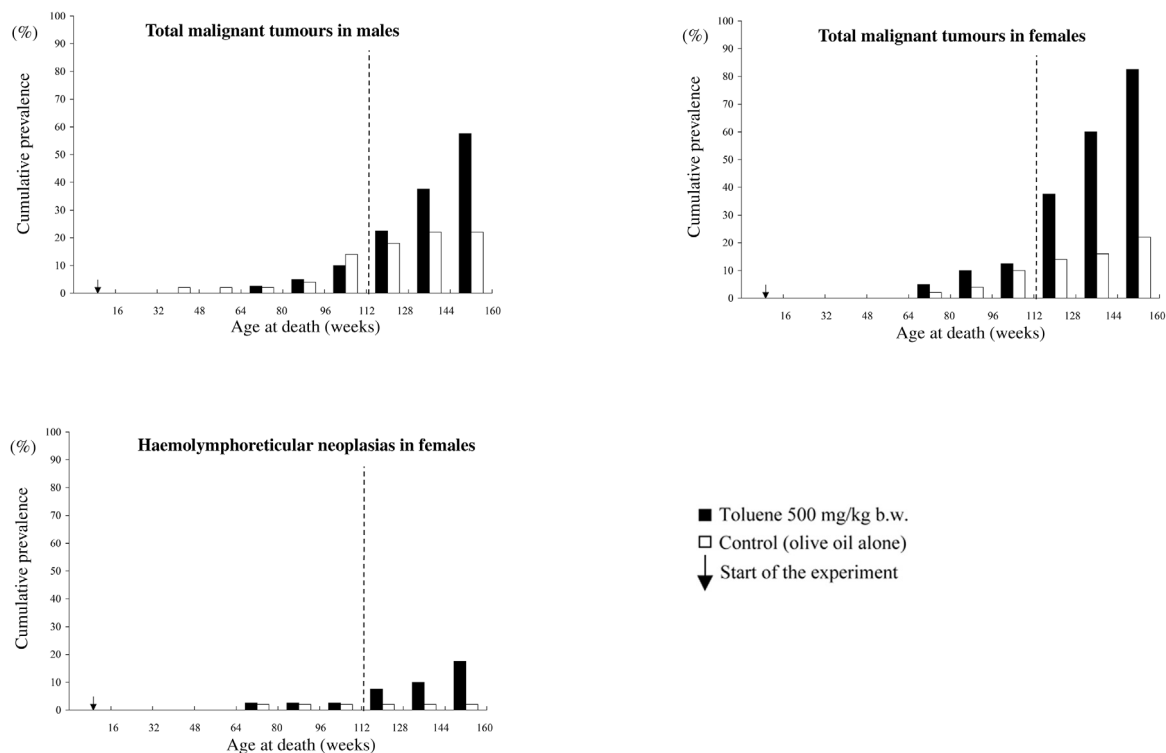 Total malignant tumours in males
(%)
Cumulative prevalence
100
90
80
70
60
50
40
30
20
10
0
16 32 48 64 80 96 112 128 144 160
Age at death (weeks)
Total malignant tumours in females
(%)
Cumulative prevalence
100
90
80
70
60
50
40
30
20
10
0
16 32 48 64 80 96 112 128 144 160
Age at death (weeks)
Haemolymphoreticular neoplasias in females
(%)
Cumulative prevalence
100
90
80
70
60
50
40
30
20
10
0
16 32 48 64 80 96 112 128 144 160
Age at death (weeks)
Toluene 500 mg/kg b.w.
Control (olive oil alone)
Start of the experiment